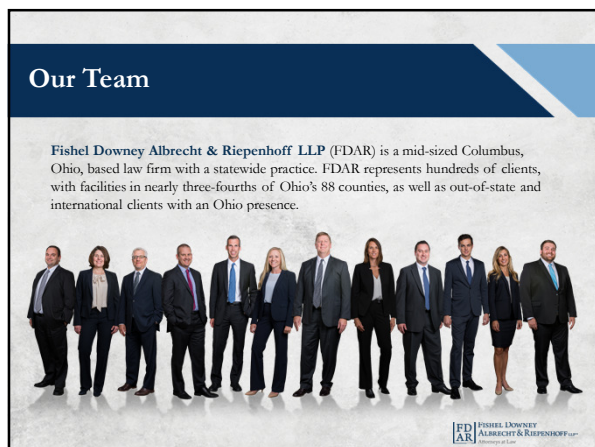 Our Team
Fishel Downey Albrecht & Riepenhoff LLP (FDAR) is a mid-sized Columbus,
Ohio, based law firm with a statewide practice. FDAR represents hundreds of clients,
with facilities in nearly three-fourths of Ohio's 88 counties, as well as out-of-state and
international clients with an Ohio presence.
FD
AR
FISHEL DOWNEY
ALBRECHT & RIEPENHOFF LLP
Attorneys at Law